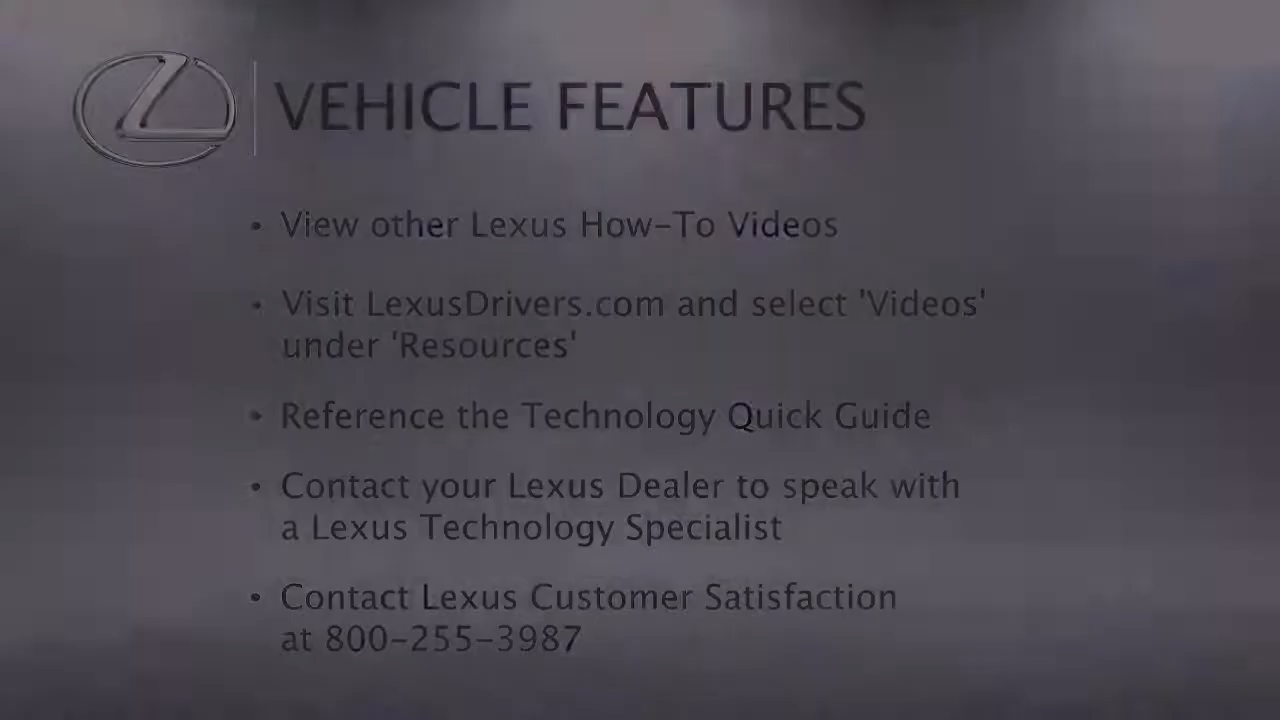 VEHICLE FEATURES
• View other Lexus How-To Videos
• Visit LexusDrivers.com and select 'Videos'
under 'Resources'
• Reference the Technology Quick Guide
• Contact your Lexus Dealer to speak with
a Lexus Technology Specialist
• Contact Lexus Customer Satisfaction
at 800-255-3987